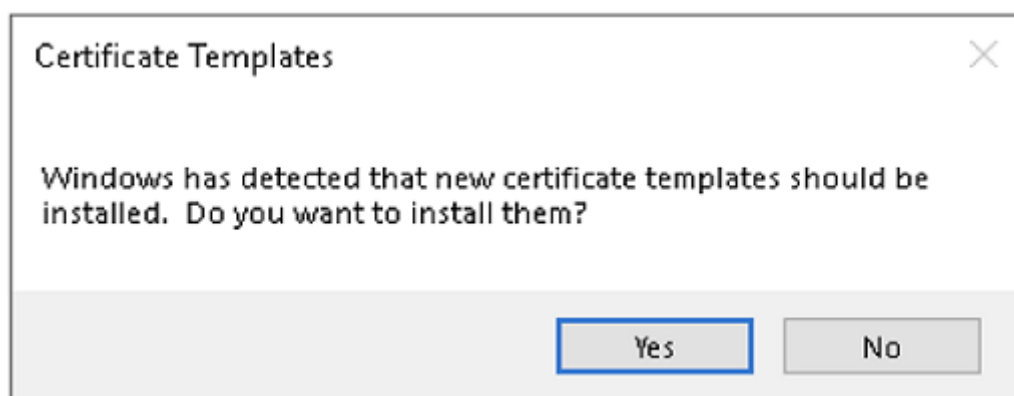 Certificate Templates
Windows has detected that new certificate templates should be
installed.  Do you want to install them?
Yes
No